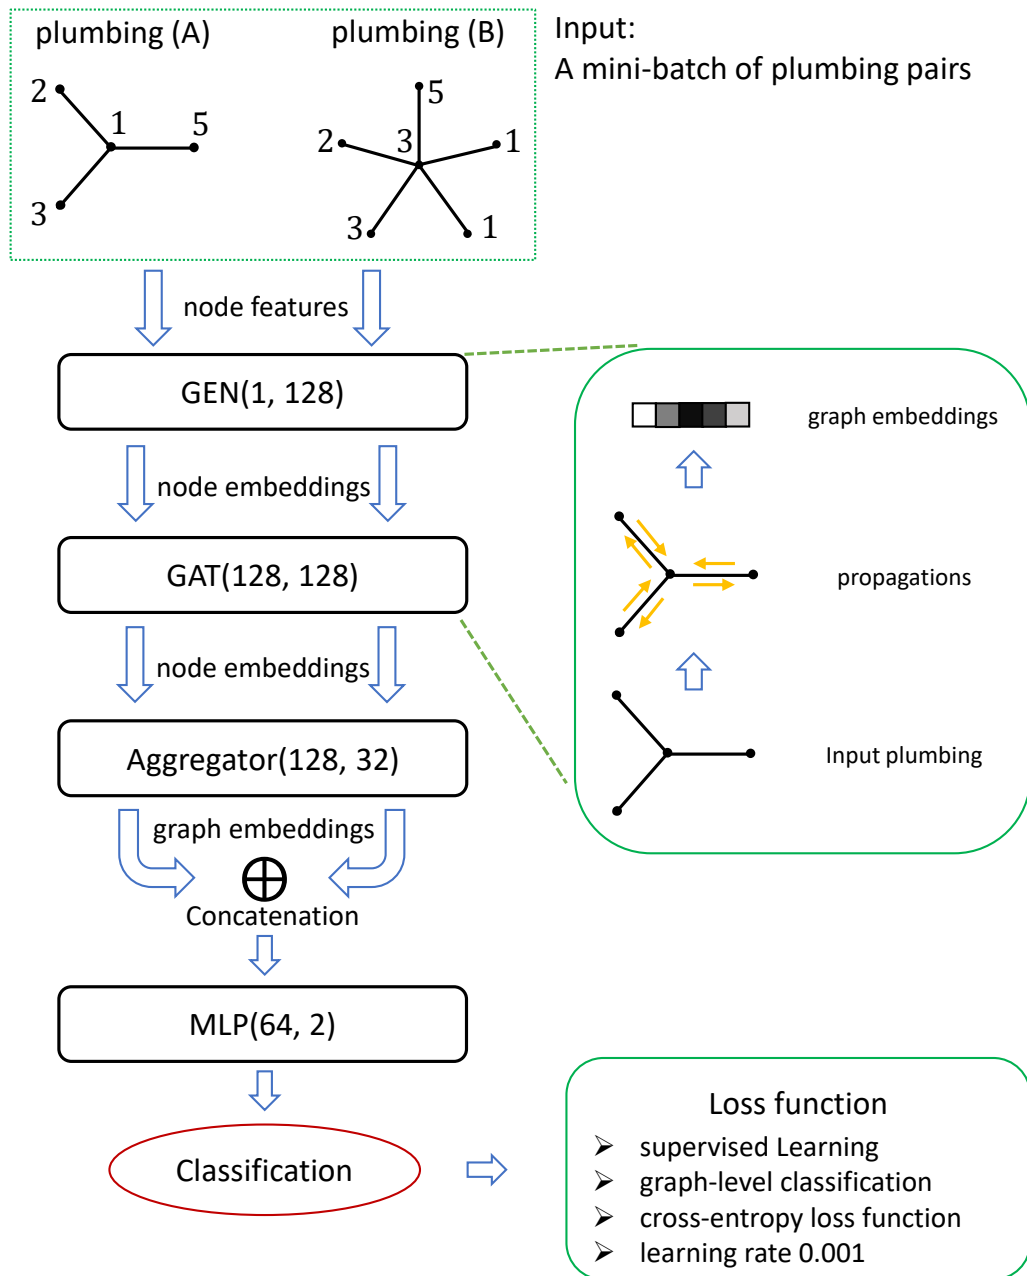 plumbing (A)
plumbing (B)
Input:
A mini-batch of plumbing pairs
2
1
5
3
5
2
3
1
3
1
node features
GEN(1, 128)
node embeddings
GAT(128, 128)
node embeddings
Aggregator(128, 32)
graph embeddings
Concatenation
MLP(64, 2)
Classification
graph embeddings
propagations
Input plumbing
Loss function
➢ supervised Learning
➢ graph-level classification
➢ cross-entropy loss function
➢ learning rate 0.001